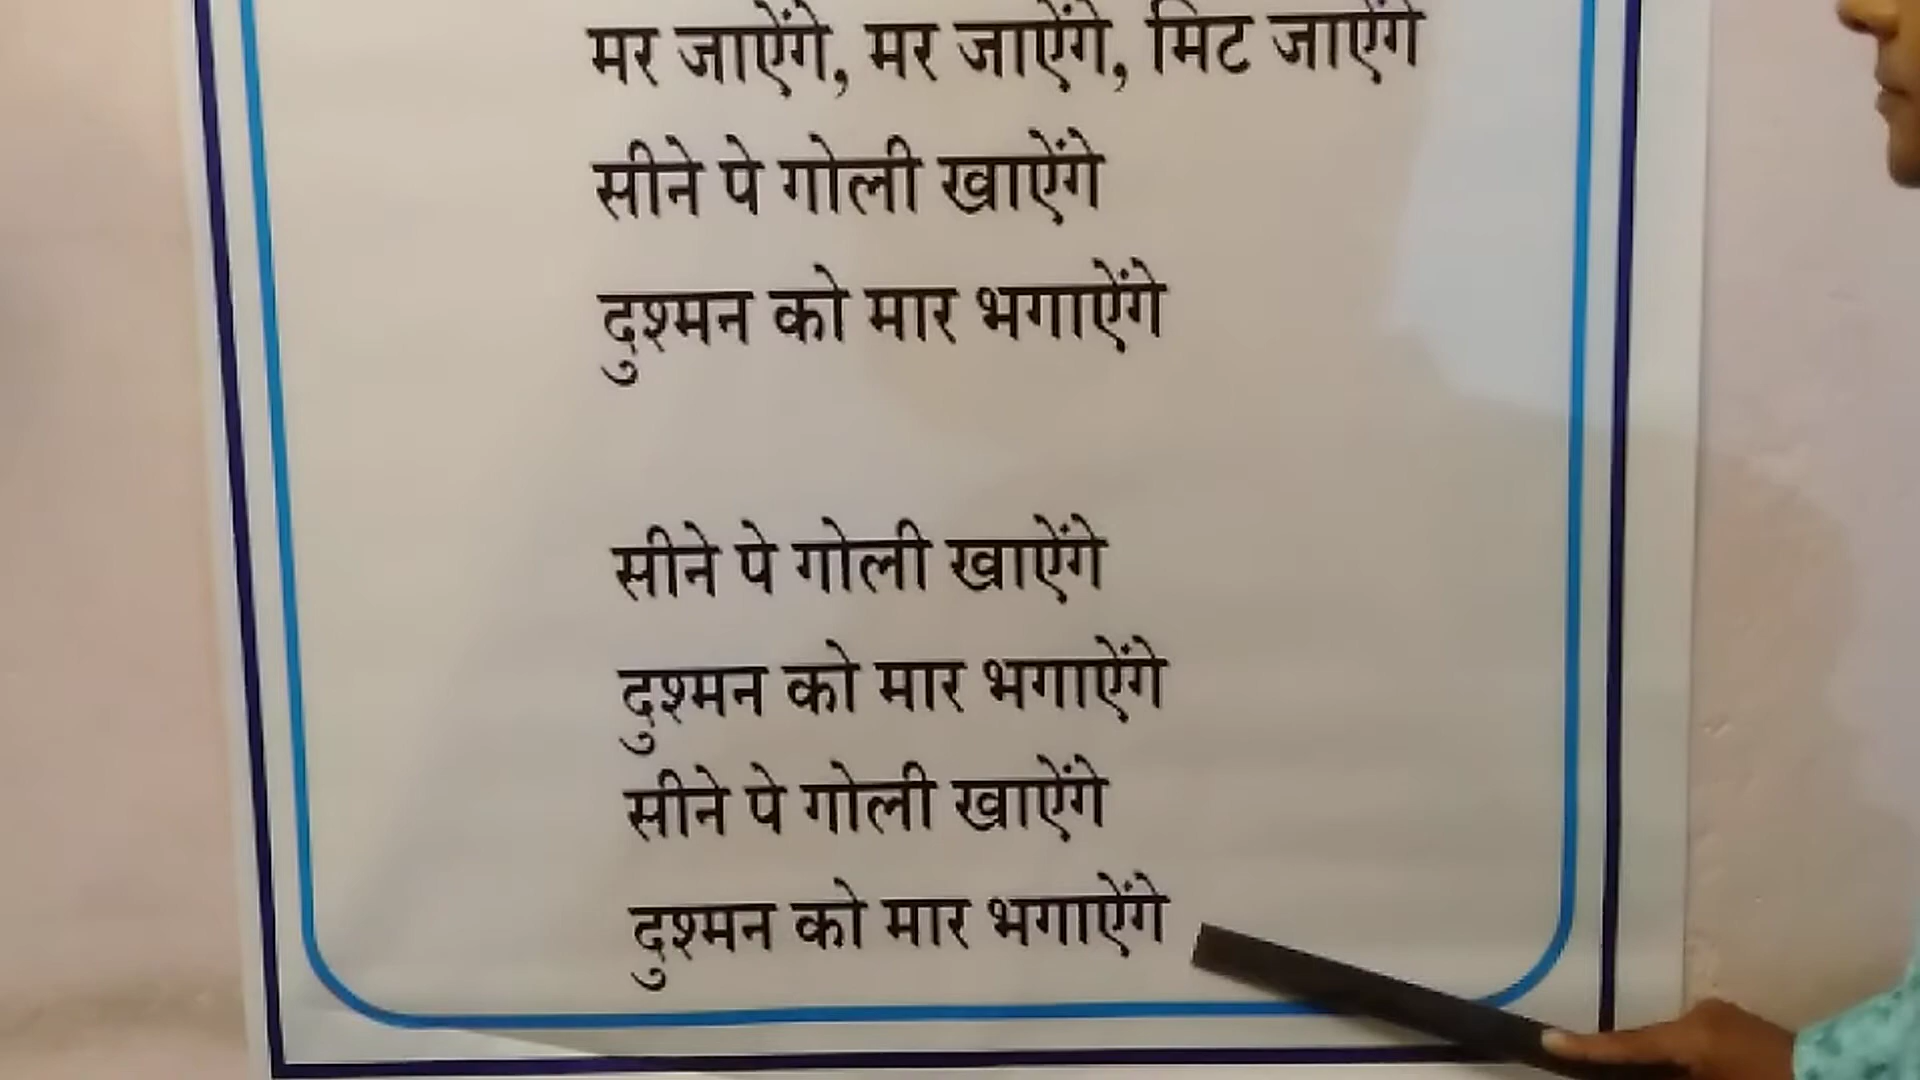 मर जाऐंगे, मर जाऐंगे, मिट जाऐंगे
सीने पे गोली खाऐंगे
दुश्मन को मार भगाऐंगे
सीने पे गोली खाऐंगे
दुश्मन को मार भगाऐंगे
सीने पे गोली खाऐंगे
दुश्मन को मार भगाऐंगे